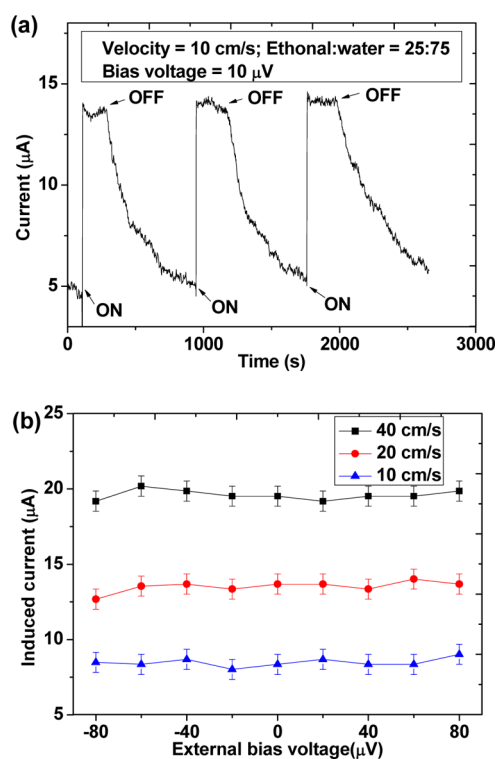 (a)
Velocity = 10 cm/s; Ethonal:water = 25:75
Bias voltage = 10 μV
OFF
OFF
OFF
ON
ON
ON
15
10
5
Current (μA)
0
1000
2000
3000
Time (s)
(b)
25
20
15
10
5
Induced current (μA)
40 cm/s
20 cm/s
10 cm/s
-80
-40
0
40
80
External bias voltage(μV)